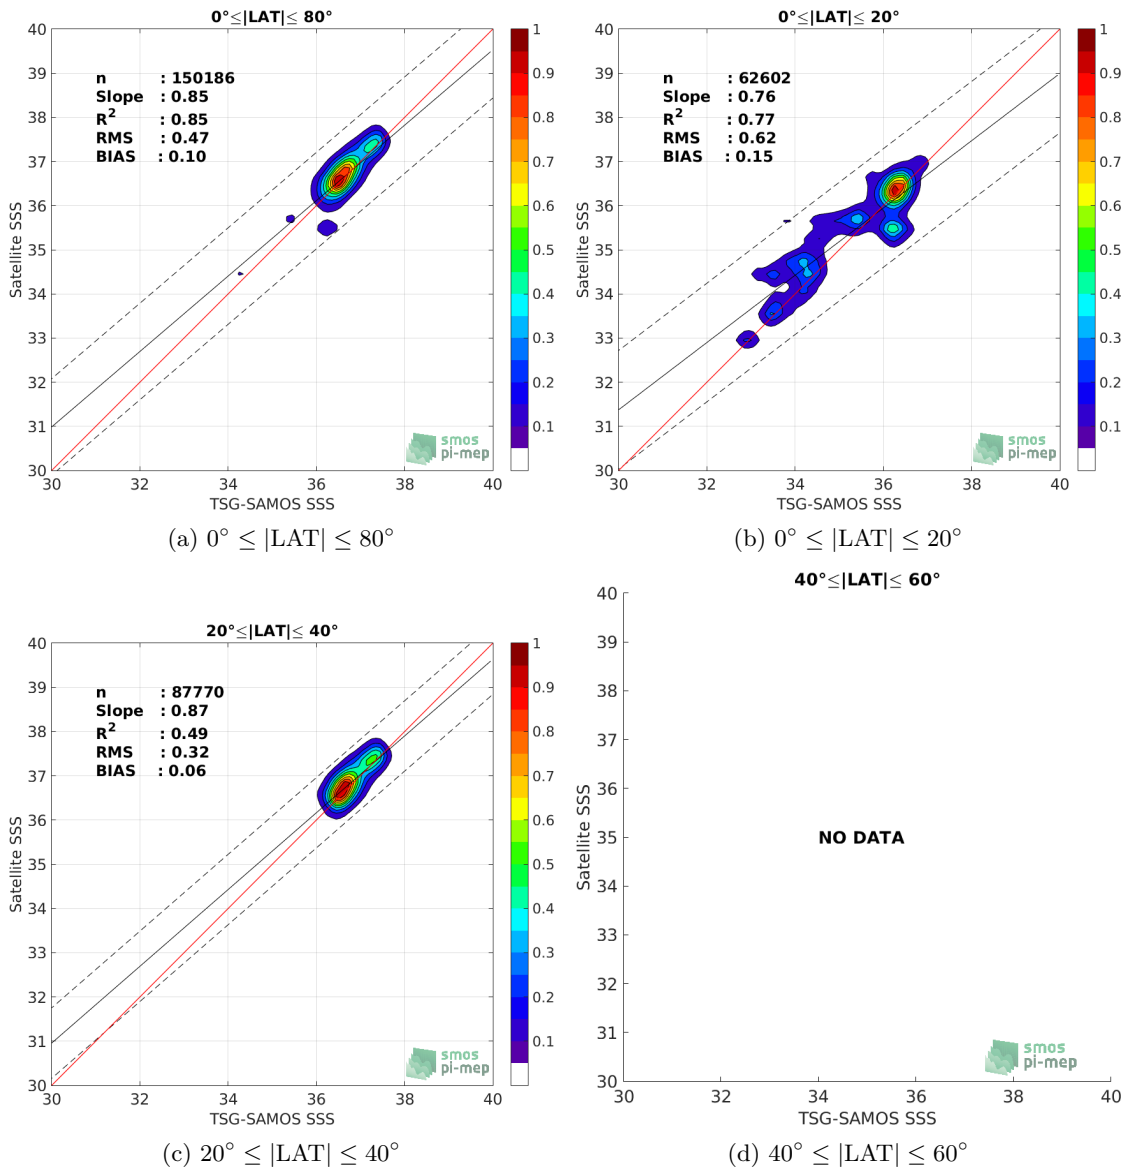 0°≤|LAT|≤ 80°
n : 150186
Slope : 0.85
R2 : 0.85
RMS : 0.47
BIAS : 0.10
40
39
38
37
36
35
34
33
32
31
30
Satellite SSS
30 32 34 36 38 40
TSG-SAMOS SSS
1
0.9
0.8
0.7
0.6
0.5
0.4
0.3
0.2
0.1
smos
pi-mep
(a) 0° ≤ |LAT| ≤ 80°
0°≤|LAT|≤ 20°
n : 62602
Slope : 0.76
R2 : 0.77
RMS : 0.62
BIAS : 0.15
40
39
38
37
36
35
34
33
32
31
30
Satellite SSS
30 32 34 36 38 40
TSG-SAMOS SSS
1
0.9
0.8
0.7
0.6
0.5
0.4
0.3
0.2
0.1
smos
pi-mep
(b) 0° ≤ |LAT| ≤ 20°
20°≤|LAT|≤ 40°
n : 87770
Slope : 0.87
R2 : 0.49
RMS : 0.32
BIAS : 0.06
40
39
38
37
36
35
34
33
32
31
30
Satellite SSS
30 32 34 36 38 40
TSG-SAMOS SSS
1
0.9
0.8
0.7
0.6
0.5
0.4
0.3
0.2
0.1
smos
pi-mep
(c) 20° ≤ |LAT| ≤ 40°
40°≤|LAT|≤ 60°
40
39
38
37
36
35
34
33
32
31
30
Satellite SSS
NO DATA
30 32 34 36 38 40
TSG-SAMOS SSS
smos
pi-mep
(d) 40° ≤ |LAT| ≤ 60°